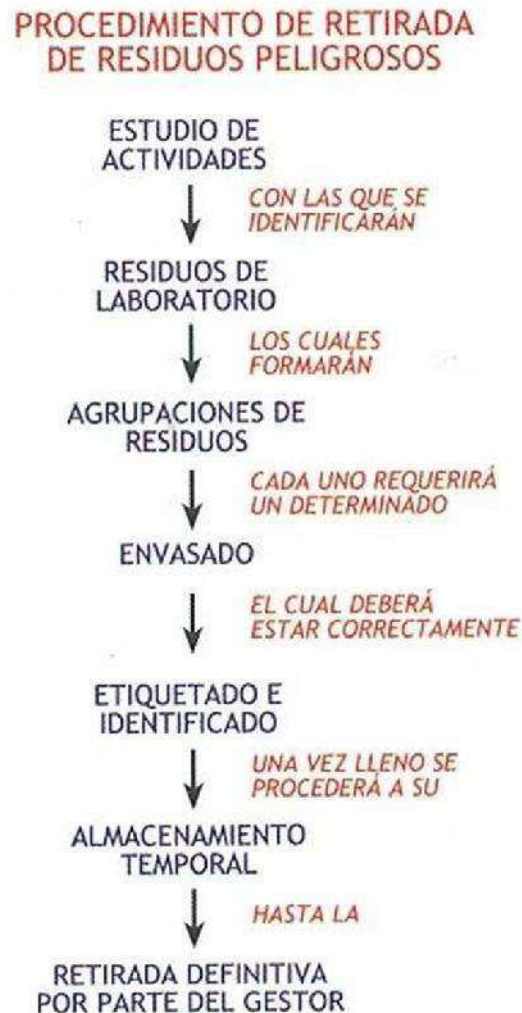 PROCEDIMIENTO DE RETIRADA
DE RESIDUOS PELIGROSOS
ESTUDIO DE
ACTIVIDADES
CON LAS QUE SE
IDENTIFICARÁN
RESIDUOS DE
LABORATORIO
LOS CUALES
FORMARÁN
AGRUPACIONES DE
RESIDUOS
CADA UNO REQUERIRÁ
UN DETERMINADO
ENVASADO
EL CUAL DEBERÁ
ESTAR CORRECTAMENTE
ETIQUETADO E
IDENTIFICADO
UNA VEZ LLENO SE
PROCEDERÁ A SU
ALMACENAMIENTO
TEMPORAL
HASTA LA
RETIRADA DEFINITIVA
POR PARTE DEL GESTOR